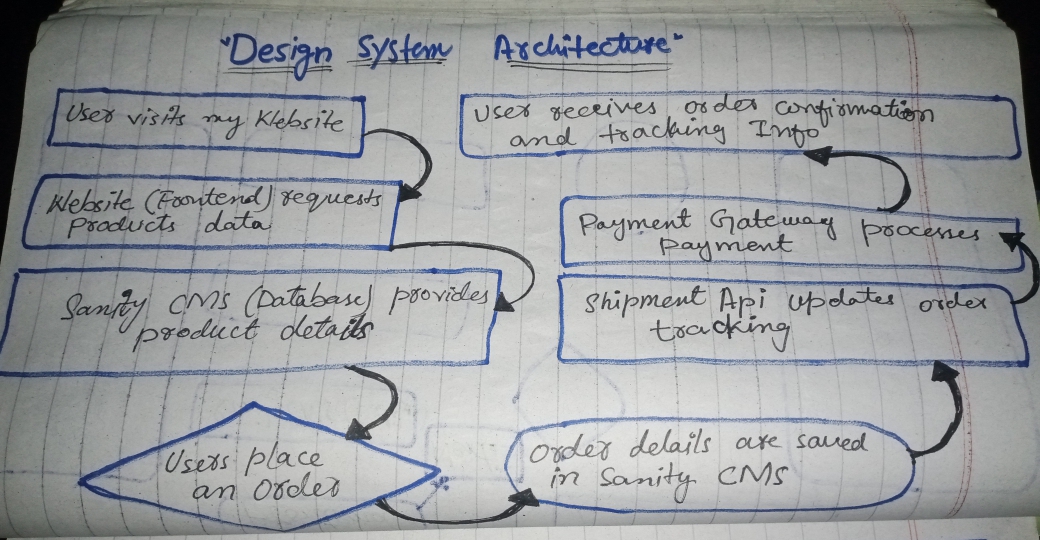 "Design System Architecture"
User visits my Website
Website (Frontend) requests
products data
Sanity CMS (Database) provides
product details
Users place
an Order
Order details are saved
in Sanity CMS
Shipment Api updates order
tracking
Payment Gateway processes
payment
User receives order confirmation
and tracking Info